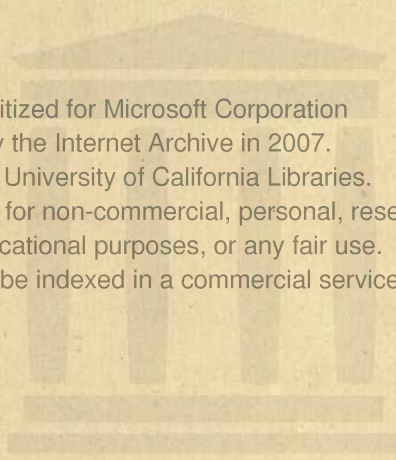 itized for Microsoft Corporation
y the Internet Archive in 2007.
University of California Libraries.
for non-commercial, personal, rese
cational purposes, or any fair use.
be indexed in a commercial service